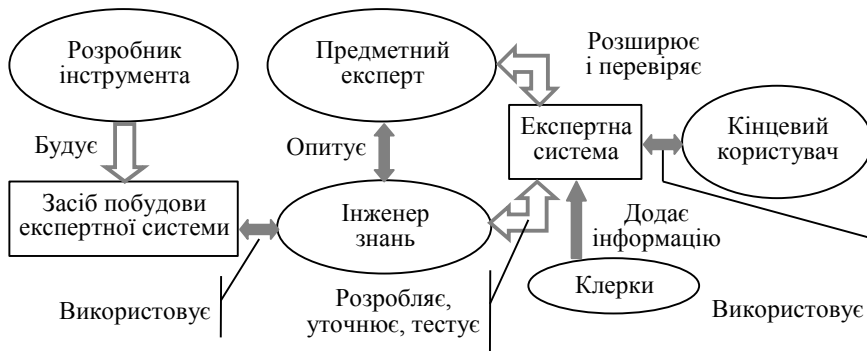 Розробник
інструмента
Предметний
експерт
Розширює
і перевіряє
Будує
Опитує
Експертна
система
Кінцевий
користувач
Засіб побудови
експертної системи
Інженер
знань
Додає
інформацію
Клерки
Використовує
Розробляє,
уточнює, тестує
Використовує